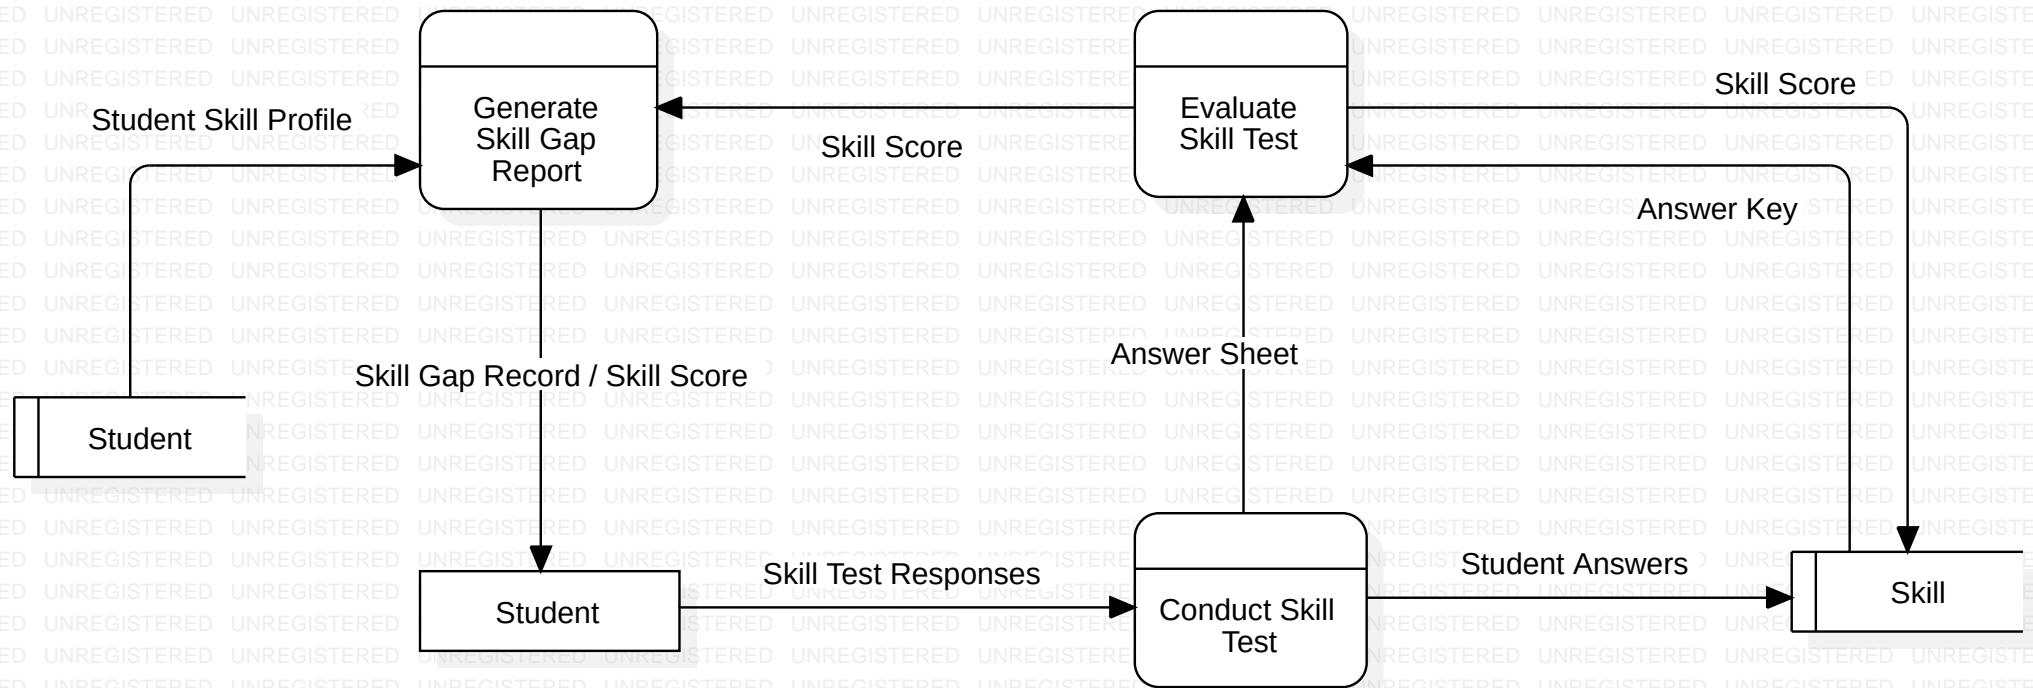 Generate
Skill Gap
Report
Evaluate
Skill Test
Skill Score
Student Skill Profile
Skill Score
Answer Key
Answer Sheet
Skill Gap Record / Skill Score
Student
Skill Test Responses
Student Answers
Student
Conduct Skill
Test
Skill
UNREGISTERED